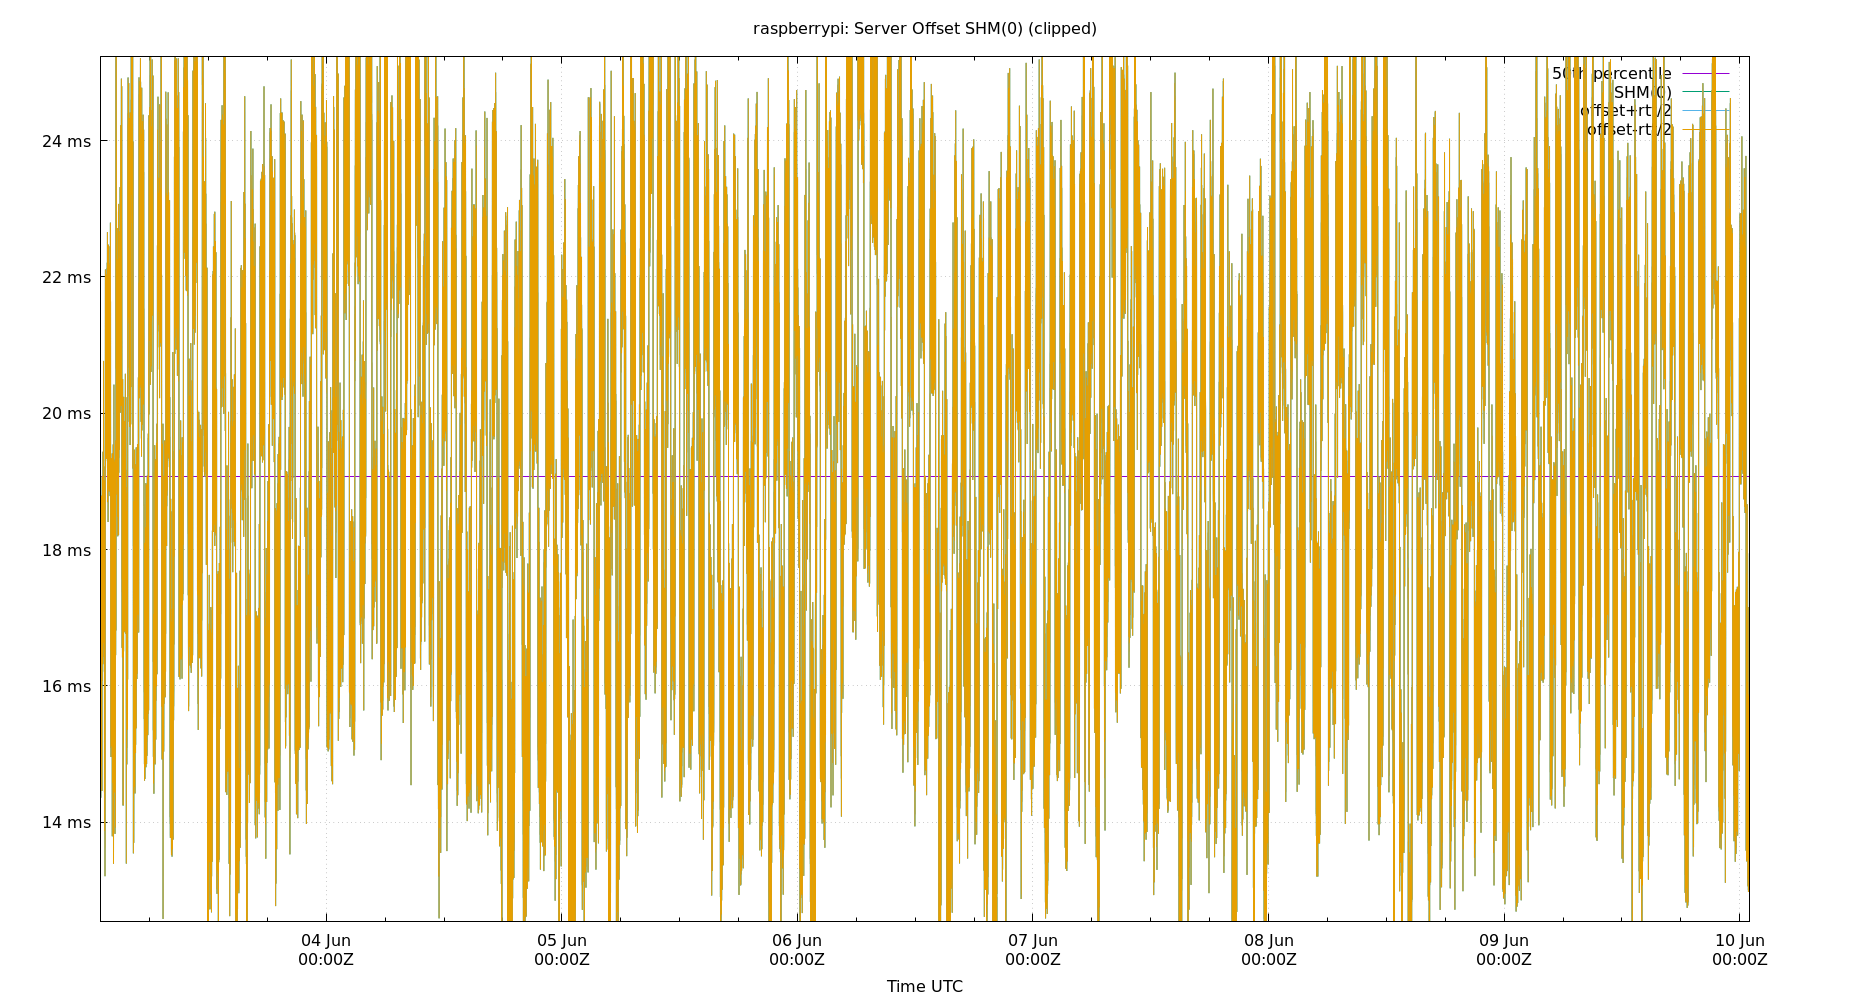 raspberrypi: Server Offset SHM(0) (clipped)
50th percentile
SHM(0)
offset+rtt/2
offset-rtt/2
24 ms
22 ms
20 ms
18 ms
16 ms
14 ms
04 Jun 05 Jun 06 Jun 07 Jun 08 Jun 09 Jun 10 Jun
00:00Z 00:00Z 00:00Z 00:00Z 00:00Z 00:00Z 00:00Z
Time UTC